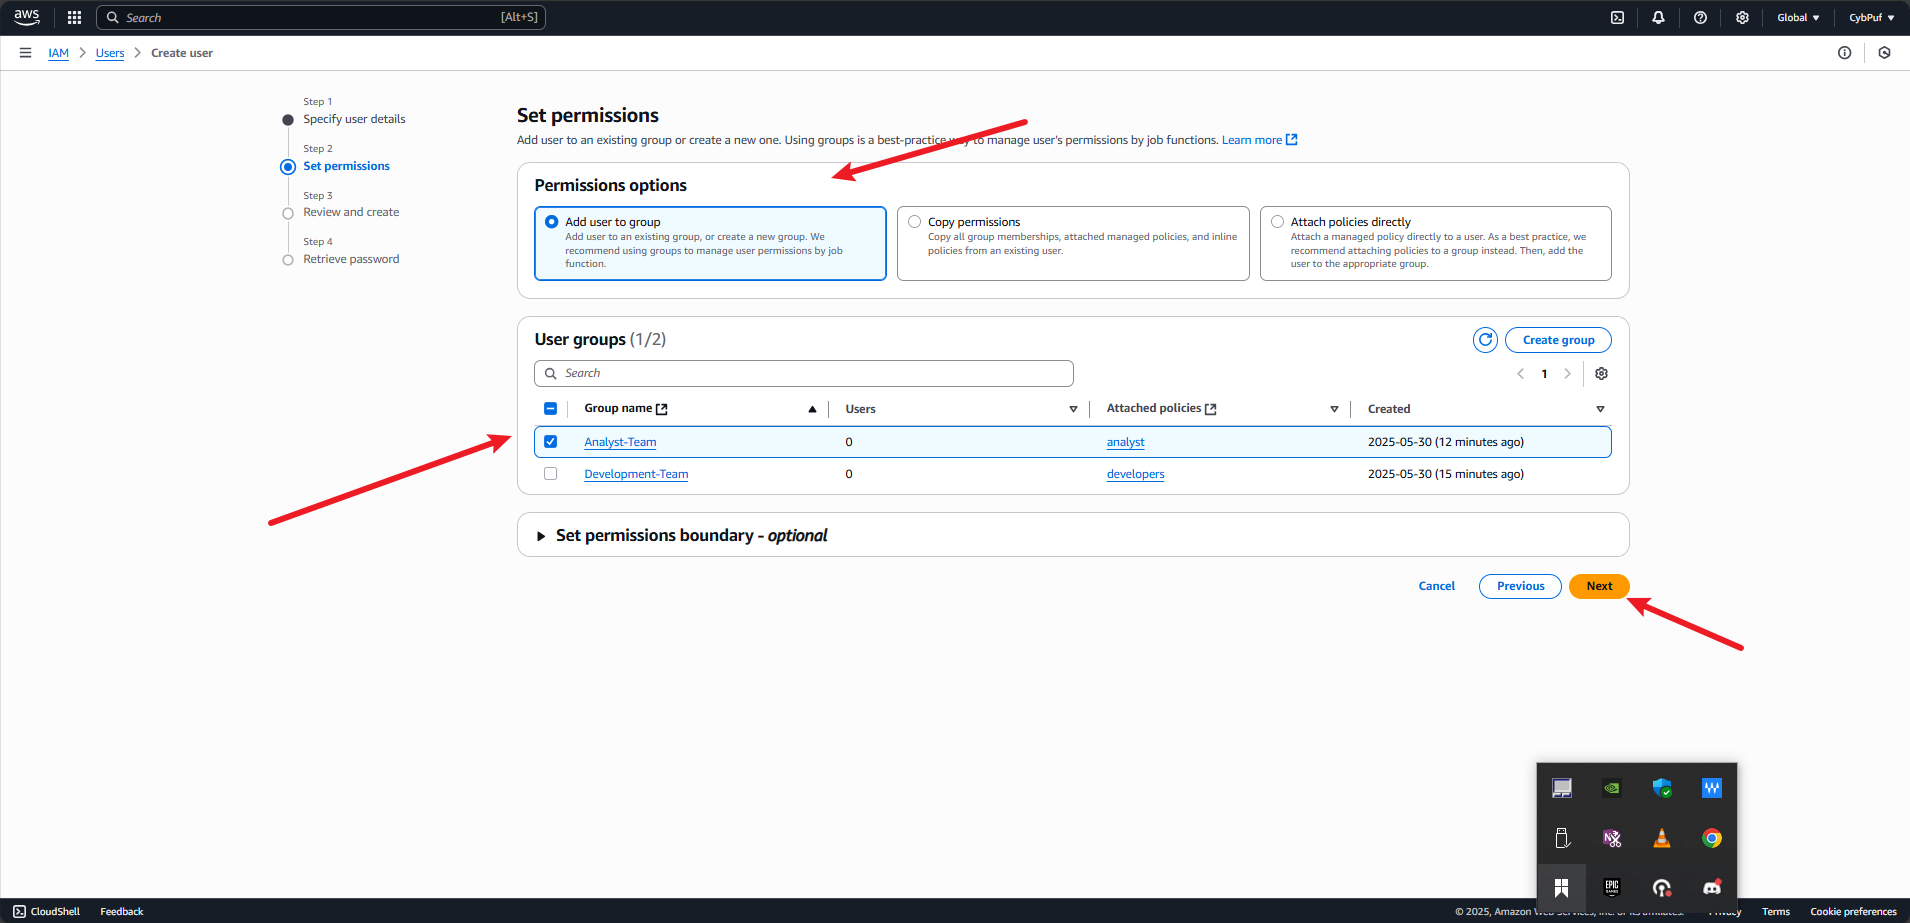 aws
Search
[Alt+S]
Global
CybPuf
IAM
Users
Create user
Step 1
Specify user details
Step 2
Set permissions
Step 3
Review and create
Step 4
Retrieve password
Set permissions
Add user to an existing group or create a new one. Using groups is a best-practice way to manage user's permissions by job functions. Learn more
Permissions options
Add user to group
Add user to an existing group, or create a new group. We
recommend using groups to manage user permissions by job
function.
Copy permissions
Copy all group memberships, attached managed policies, and inline
policies from an existing user.
Attach policies directly
Attach a managed policy directly to a user. As a best practice, we
recommend attaching policies to a group instead. Then, add the
user to the appropriate group.
User groups (1/2)
Create group
Search
1
Group name
Users
Attached policies
Created
Analyst-Team
0
analyst
2025-05-30 (12 minutes ago)
Development-Team
0
developers
2025-05-30 (15 minutes ago)
Set permissions boundary - optional
Cancel
Previous
Next
EPIC
CloudShell
Feedback
© 2025, Amazon Web Services, Inc. or its affiliates.
Privacy
Terms
Cookie preferences